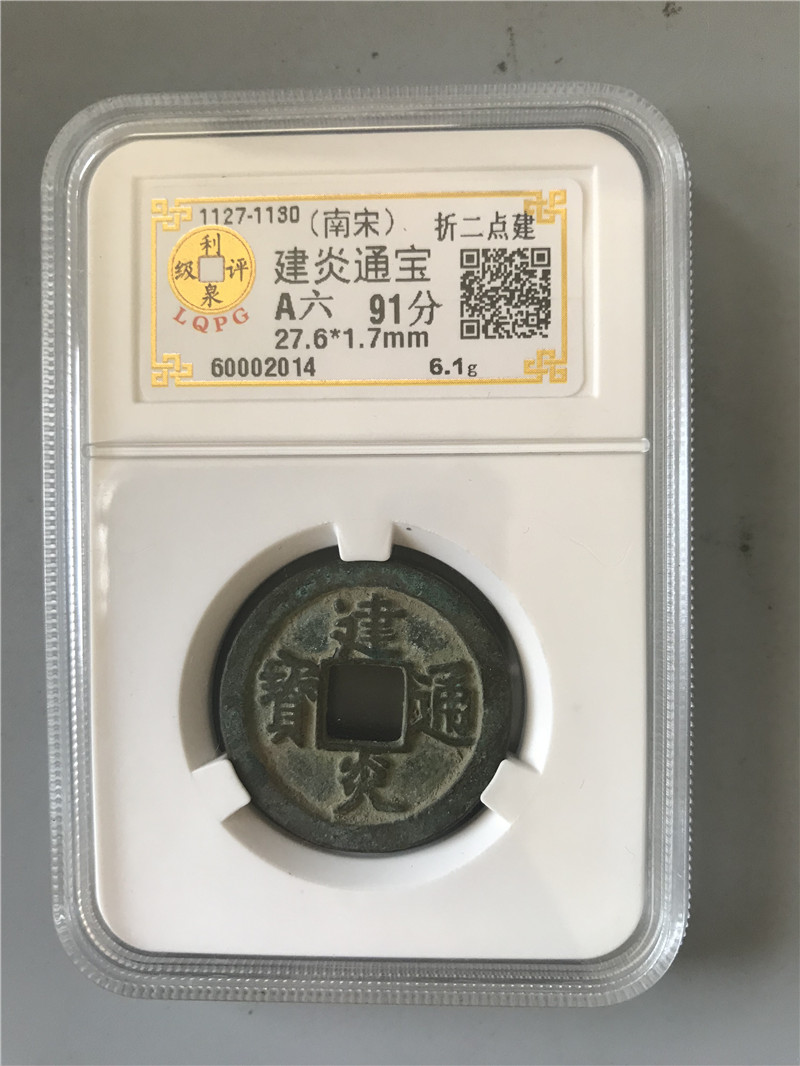 1127-1130（南宋） 折二点建
利泉评级
LQPG
建炎通宝
A六 91分
27.6*1.7mm
60002014 6.1g
建炎通寳